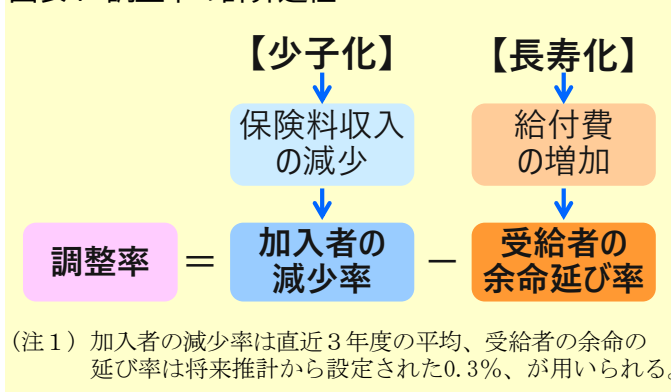 【少子化】 【長寿化】
保険料収入
の減少
給付費
の増加
調整率 ＝ 加入者の
減少率 － 受給者の
余命延び率
(注１) 加入者の減少率は直近３年度の平均、受給者の余命の
延び率は将来推計から設定された0.3％、が用いられる。